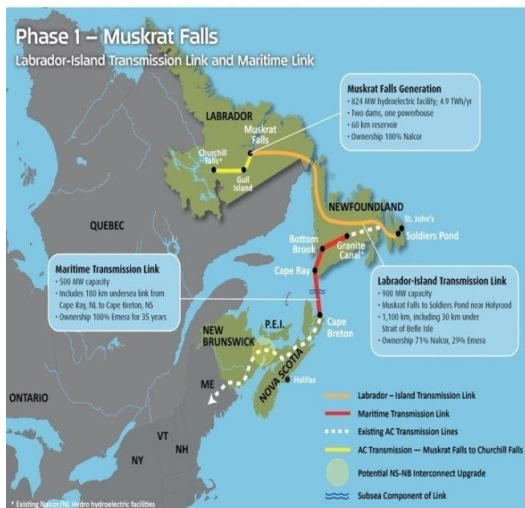 Phase 1 – Muskrat Falls
Labrador-Island Transmission Link and Maritime Link
Muskrat Falls Generation
• 824 MW hydroelectric facility; 4.9 TWh/yr
• Two dams, one powerhouse
• 60 km reservoir
• Ownership 100% Nalcor
LABRADOR
Muskrat
Falls
Churchill
Falls*
Gull
Island
QUEBEC
NEWFOUNDLAND
St. John's
Soldiers Pond
Bottom
Brook
Granite
Canal*
Cape Ray
Maritime Transmission Link
• 500 MW capacity
• Includes 180 km undersea link from
Cape Ray, NL to Cape Breton, NS
• Ownership 100% Emera for 35 years
Labrador-Island Transmission Link
• 900 MW capacity
• Muskrat Falls to Soldiers Pond near Holyrood
• 1,100 km, including 30 km under
Strait of Belle Isle
• Ownership 71% Nalcor, 29% Emera
P.E.I.
Cape
Breton
NEW
BRUNSWICK
NOVA SCOTIA
Halifax
ME
ONTARIO
VT
NH
NY
Labrador – Island Transmission Link
Maritime Transmission Link
Existing AC Transmission Lines
AC Transmission — Muskrat Falls to Churchill Falls
Potential NS-NB Interconnect Upgrade
Subsea Component of Link
* Existing Nalcor/NL Hydro hydroelectric facilities